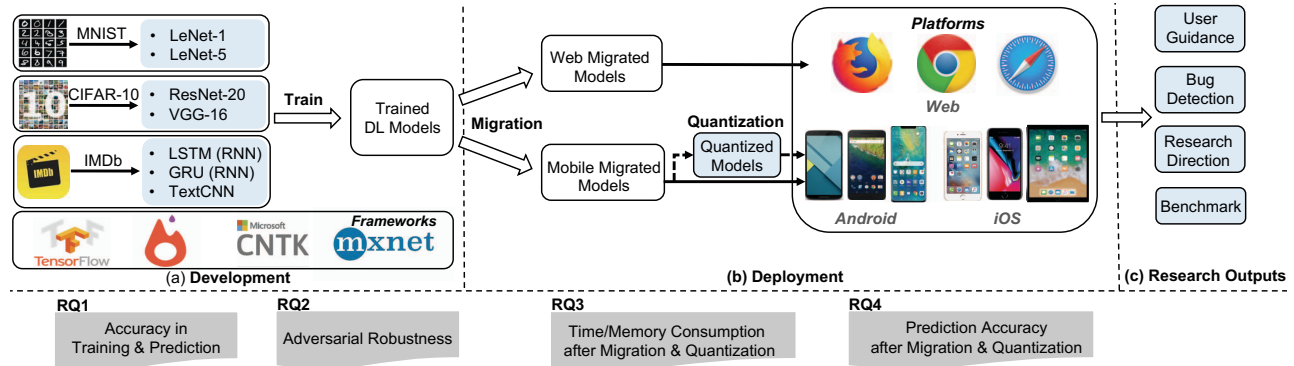 MNIST
• LeNet-1
• LeNet-5
CIFAR-10
10
• ResNet-20
• VGG-16
IMDb
IMDb
• LSTM (RNN)
• GRU (RNN)
• TextCNN
Frameworks
TensorFlow
Microsoft
CNTK
mxnet
(a) Development
Train
Trained
DL Models
Migration
Web Migrated
Models
Mobile Migrated
Models
Quantization
Quantized
Models
Platforms
Web
Android
iOS
(b) Deployment
User
Guidance
Bug
Detection
Research
Direction
Benchmark
(c) Research Outputs
RQ1
Accuracy in
Training & Prediction
RQ2
Adversarial Robustness
RQ3
Time/Memory Consumption
after Migration & Quantization
RQ4
Prediction Accuracy
after Migration & Quantization